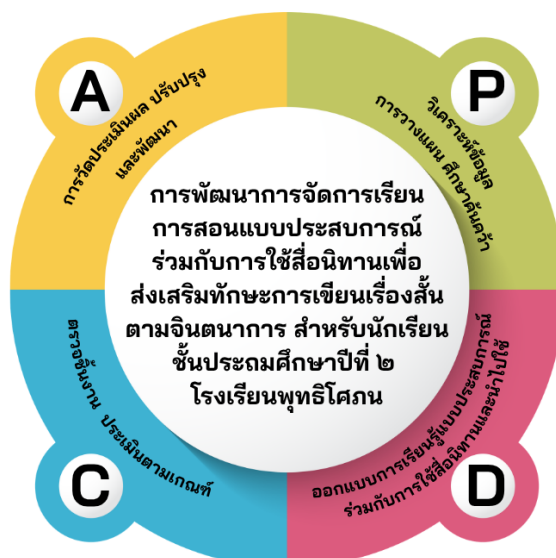 A
การวัดประเมินผล ปรับปรุง
และพัฒนา
P
วิเคราะห์ข้อมูล
การวางแผน ศึกษาค้นคว้า
การพัฒนาการจัดการเรียน
การสอนแบบประสบการณ์
ร่วมกับการใช้สื่อนิทานเพื่อ
ส่งเสริมทักษะการเขียนเรื่องสั้น
ตามจินตนาการ สำหรับนักเรียน
ชั้นประถมศึกษาปีที่ ๒
โรงเรียนพุทธิโศภน
C
ตรวจชิ้นงาน ประเมินตามเกณฑ์
D
ออกแบบการเรียนรู้แบบประสบการณ์
ร่วมกับการใช้สื่อนิทานและนำไปใช้